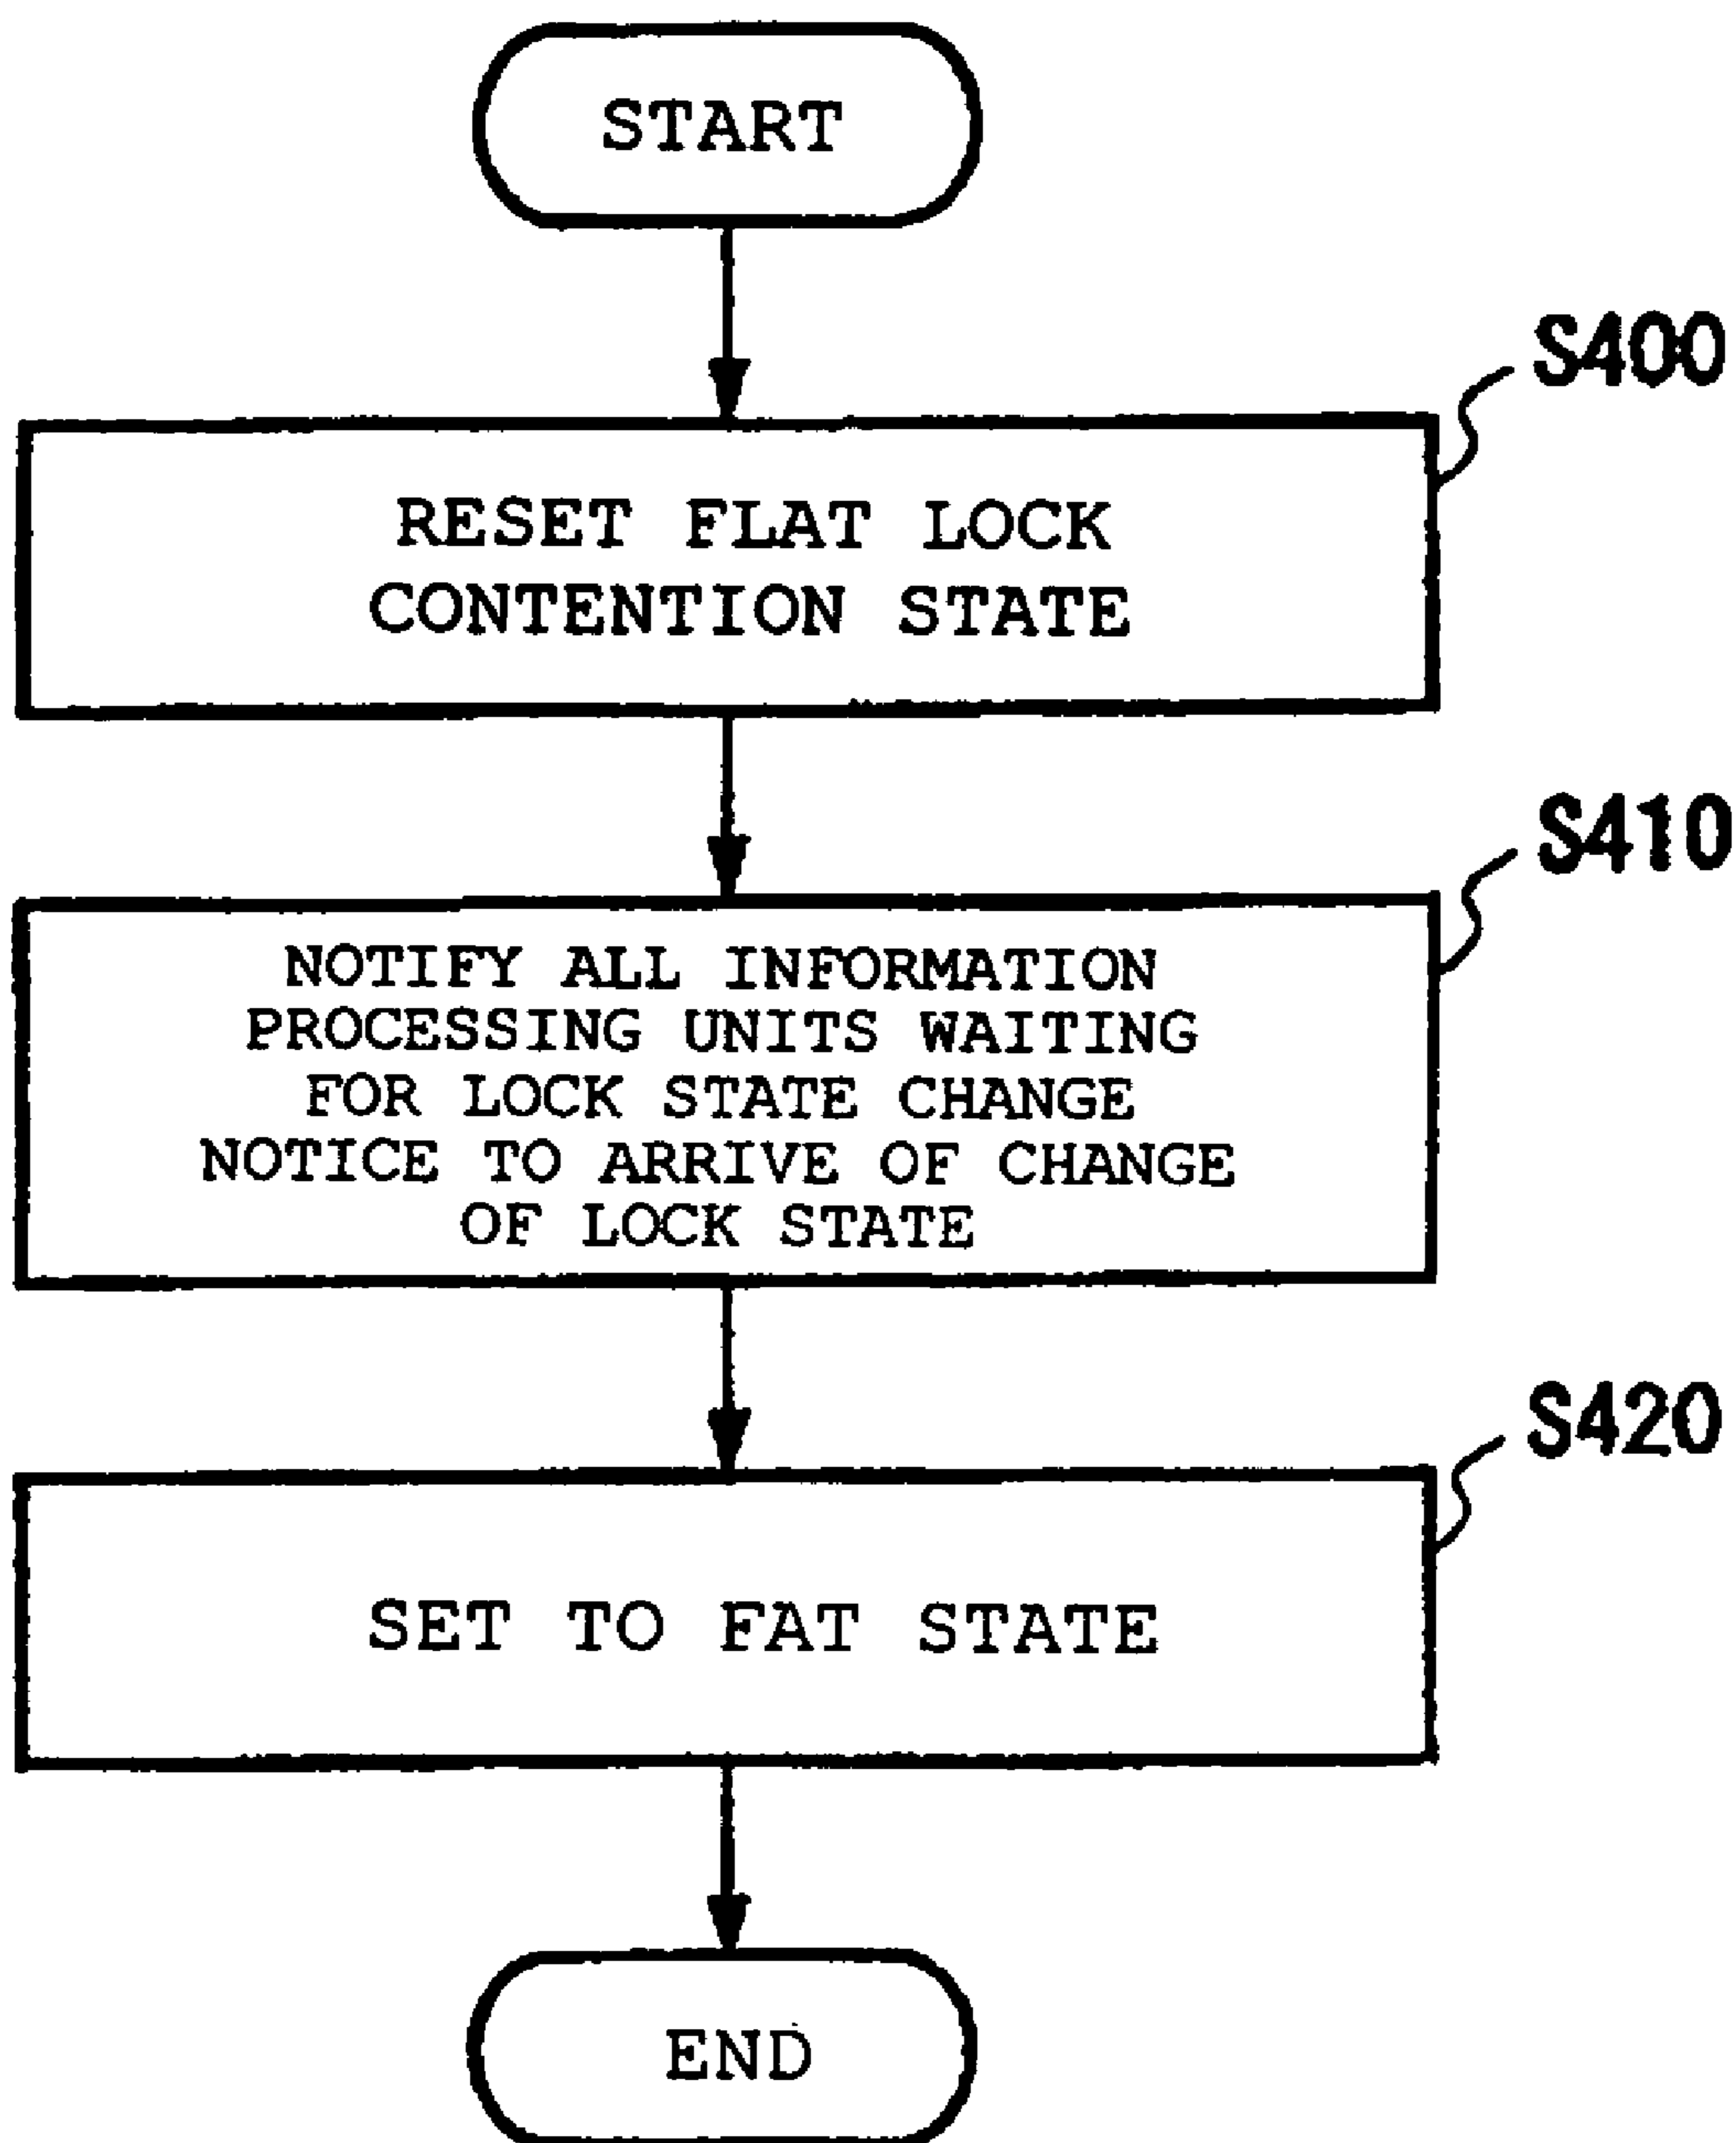 START
S400
RESET FLAT LOCK
CONTENTION STATE
S410
NOTIFY ALL INFORMATION
PROCESSING UNITS WAITING
FOR LOCK STATE CHANGE
NOTICE TO ARRIVE OF CHANGE
OF LOCK STATE
S420
SET TO FAT STATE
END